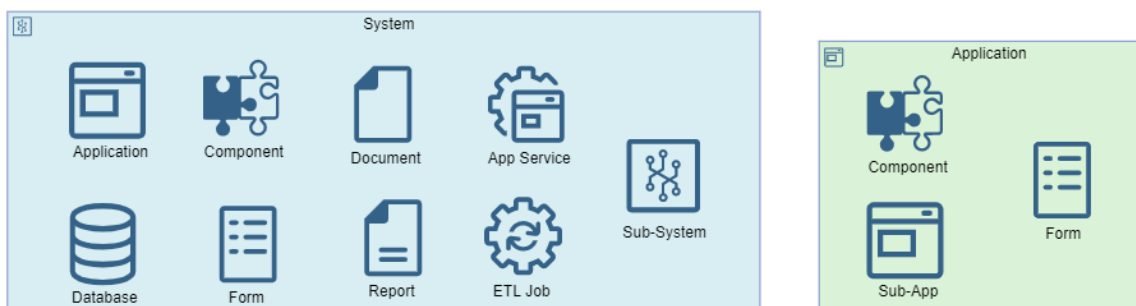 System
Application
Component
Document
App Service
Sub-System
Database
Form
Report
ETL Job
Application
Component
Form
Sub-App